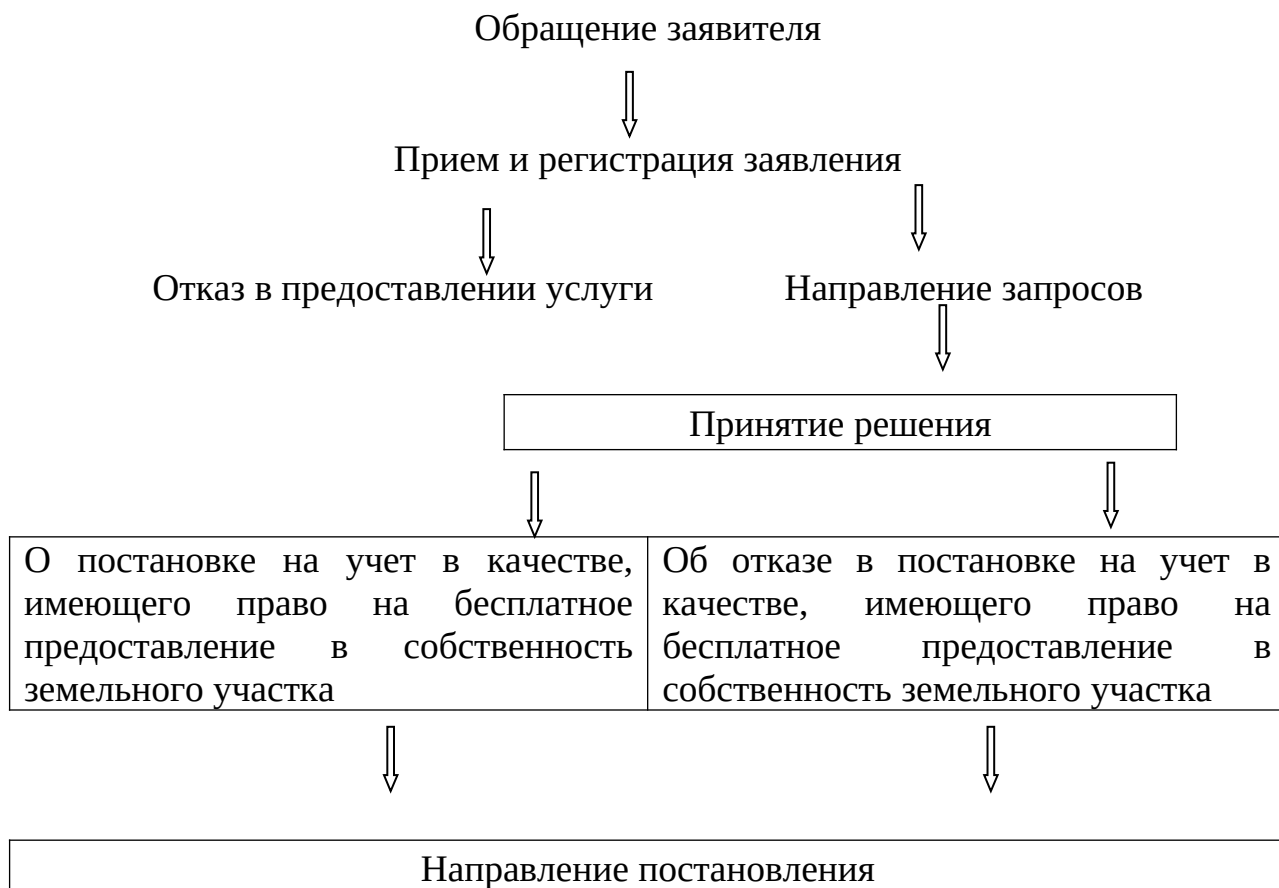 Обращение заявителя
Прием и регистрация заявления
Отказ в предоставлении услуги
Направление запросов
Принятие решения
О постановке на учет в качестве,
имеющего право на бесплатное
предоставление в собственность
земельного участка
Об отказе в постановке на учет в
качестве, имеющего право на
бесплатное предоставление в
собственность земельного участка
Направление постановления